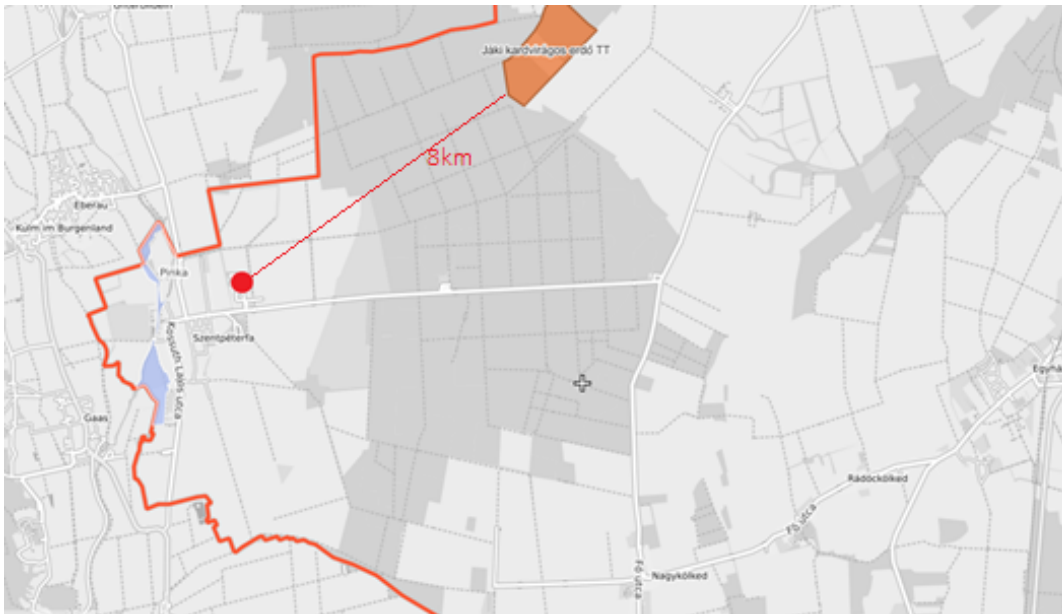 Jáki kardvirágos erdő TT
8km
Eberau
Kulm im Burgenland
Pinka
Szentpéterfa
Kossuth Lajos utca
Gaas
Egyhá
Rádóckölked
Fő utca
Nagykölked
Fő utca